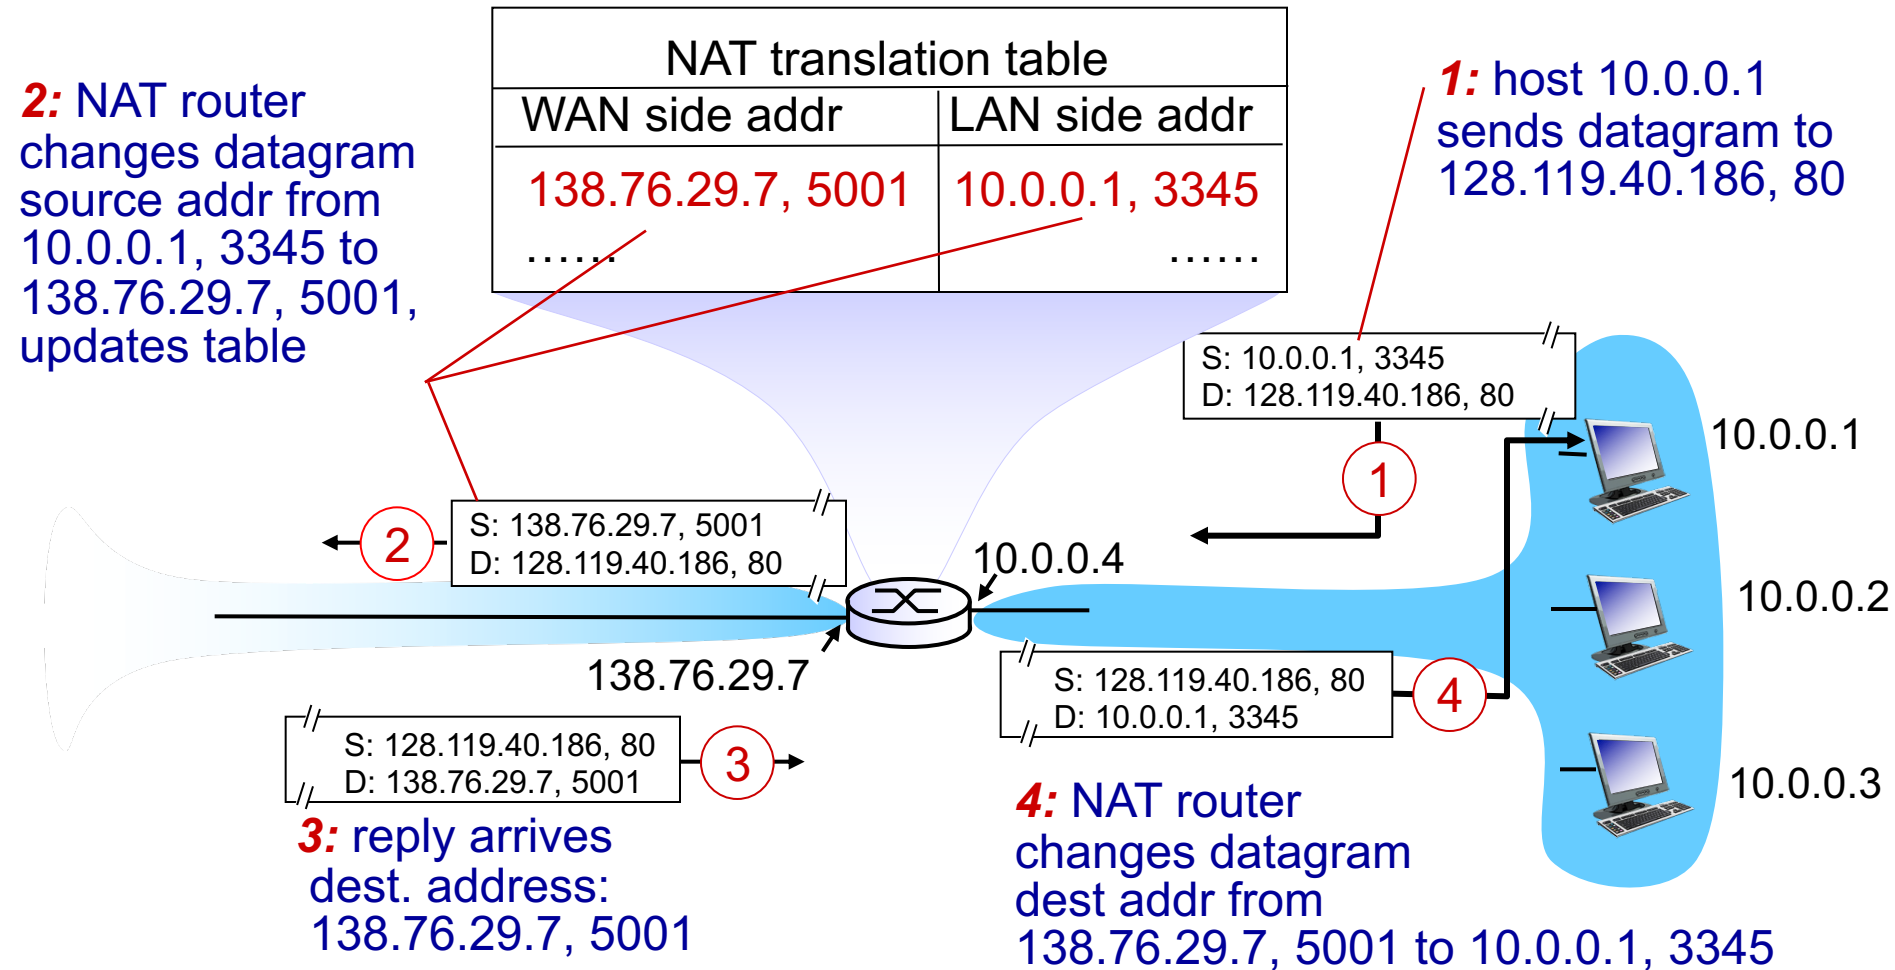 NAT translation table
WAN side addr LAN side addr
138.76.29.7, 5001 10.0.0.1, 3345
...... ......
2: NAT router
changes datagram
source addr from
10.0.0.1, 3345 to
138.76.29.7, 5001,
updates table
1: host 10.0.0.1
sends datagram to
128.119.40.186, 80
S: 10.0.0.1, 3345
D: 128.119.40.186, 80
1
10.0.0.1
S: 138.76.29.7, 5001
D: 128.119.40.186, 80
2
10.0.0.4
10.0.0.2
138.76.29.7
S: 128.119.40.186, 80
D: 10.0.0.1, 3345
4
S: 128.119.40.186, 80
D: 138.76.29.7, 5001
3
10.0.0.3
3: reply arrives
dest. address:
138.76.29.7, 5001
4: NAT router
changes datagram
dest addr from
138.76.29.7, 5001 to 10.0.0.1, 3345